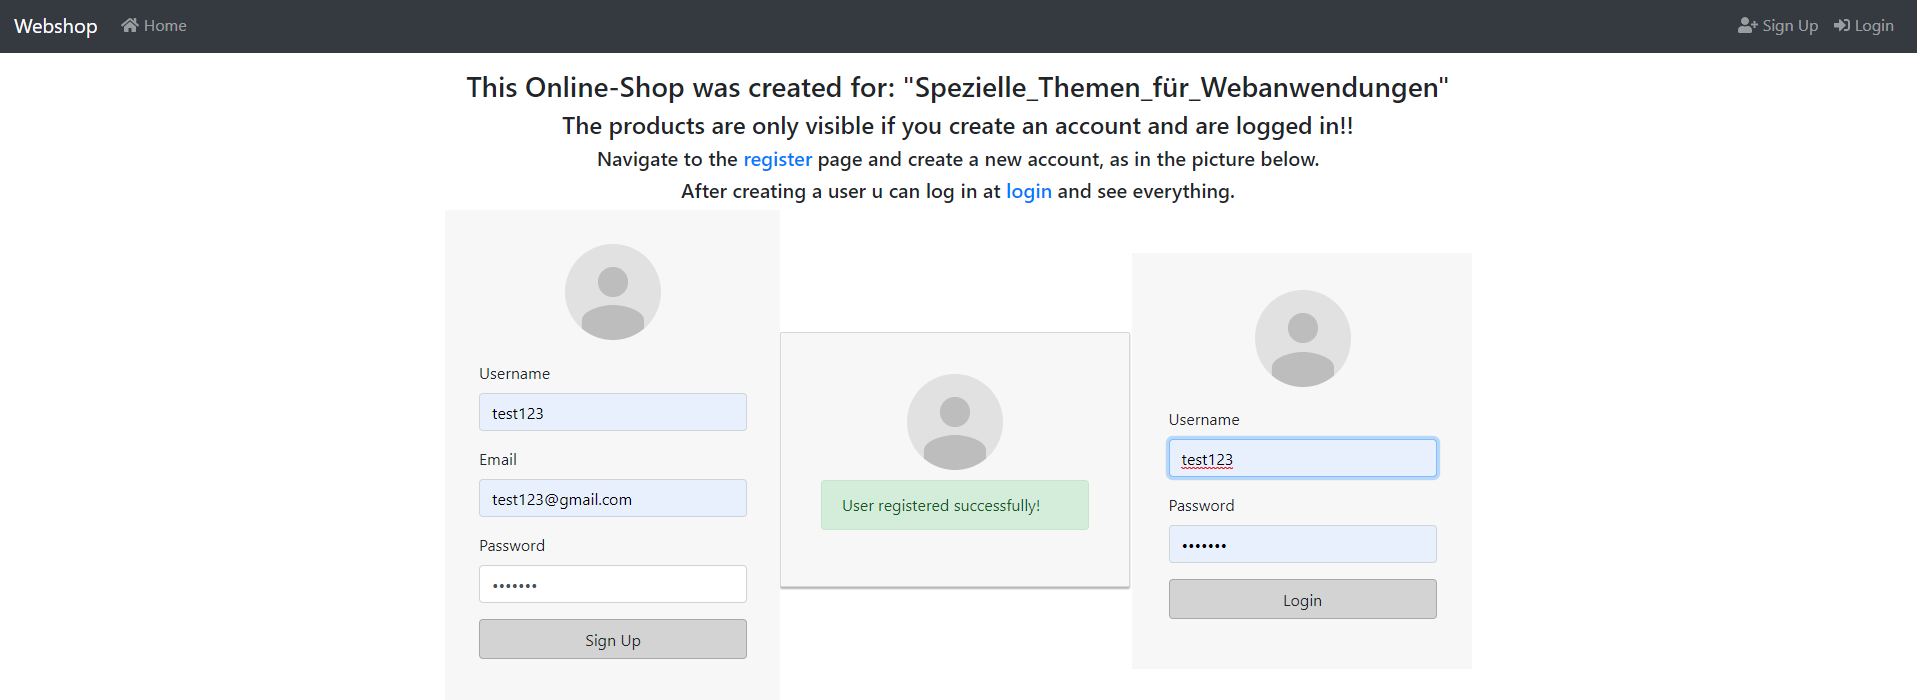 Webshop Home Sign Up Login
This Online-Shop was created for: "Spezielle_Themen_für_Webanwendungen"
The products are only visible if you create an account and are logged in!!
Navigate to the register page and create a new account, as in the picture below.
After creating a user u can log in at login and see everything.
Username
test123
Email
test123@gmail.com
Password
•••••••
Sign Up
User registered successfully!
Username
test123
Password
•••••••
Login